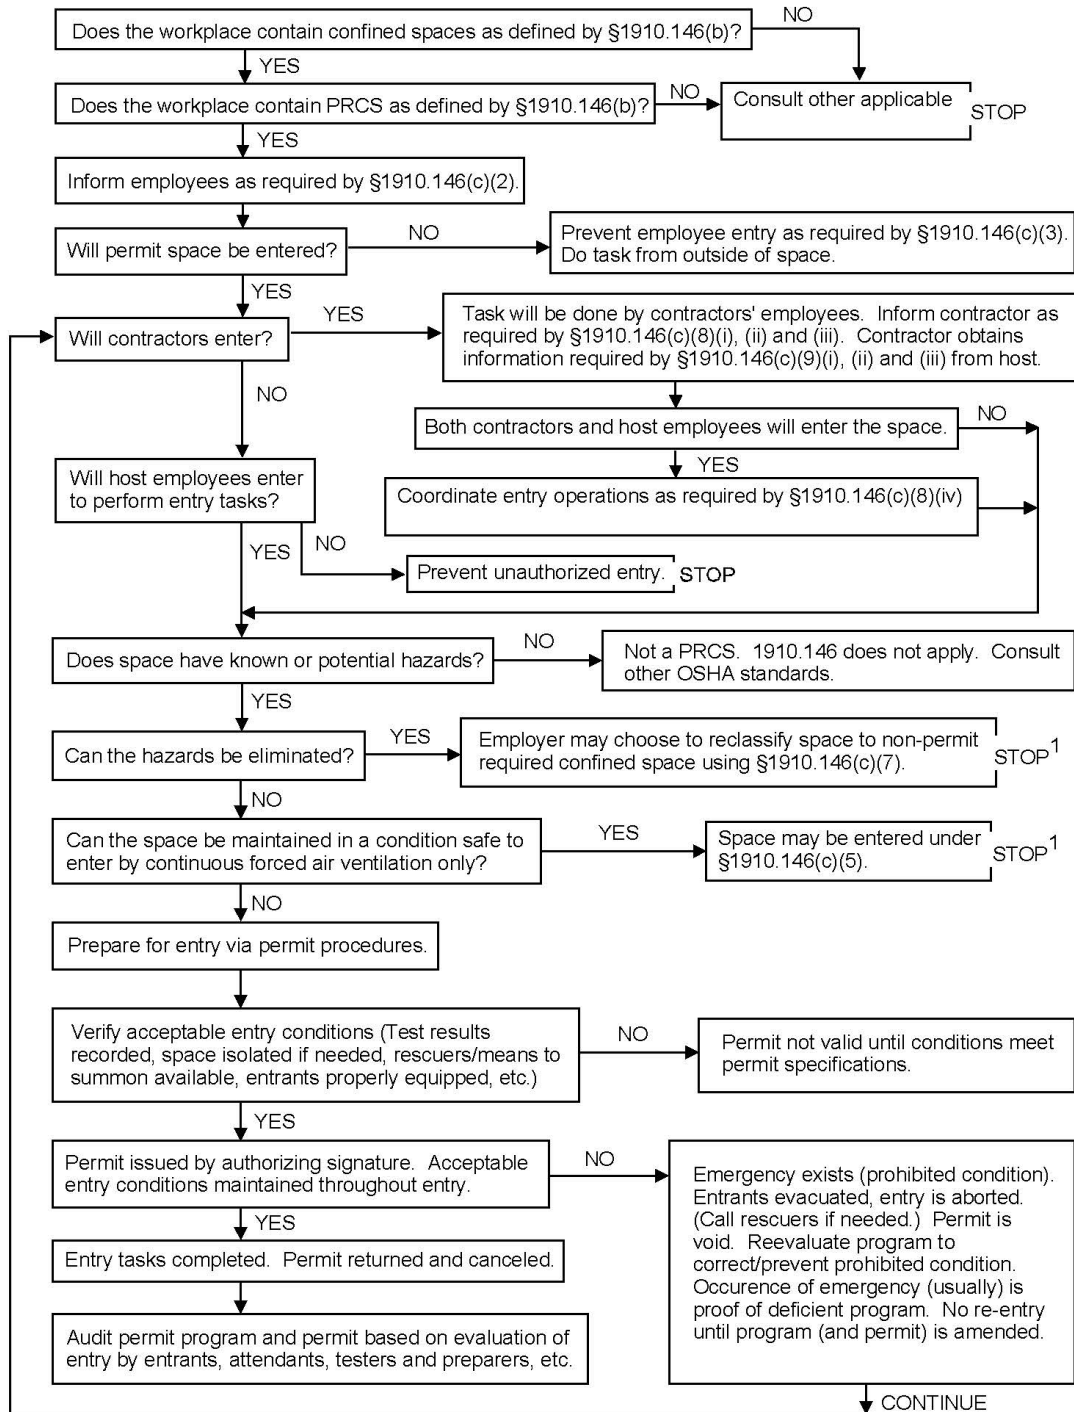 Does the workplace contain confined spaces as defined by §1910.146(b)?
NO
YES
Does the workplace contain PRCS as defined by §1910.146(b)?
NO
Consult other applicable
STOP
YES
Inform employees as required by §1910.146(c)(2).
Will permit space be entered?
NO
Prevent employee entry as required by §1910.146(c)(3).
Do task from outside of space.
YES
Will contractors enter?
YES
Task will be done by contractors' employees. Inform contractor as
required by §1910.146(c)(8)(i), (ii) and (iii). Contractor obtains
information required by §1910.146(c)(9)(i), (ii) and (iii) from host.
NO
Both contractors and host employees will enter the space.
NO
YES
Coordinate entry operations as required by §1910.146(c)(8)(iv)
Will host employees enter
to perform entry tasks?
YES
NO
Prevent unauthorized entry.
STOP
Does space have known or potential hazards?
NO
Not a PRCS. 1910.146 does not apply. Consult
other OSHA standards.
YES
Can the hazards be eliminated?
YES
Employer may choose to reclassify space to non-permit
required confined space using §1910.146(c)(7).
STOP1
NO
Can the space be maintained in a condition safe to
enter by continuous forced air ventilation only?
YES
Space may be entered under
§1910.146(c)(5).
STOP1
NO
Prepare for entry via permit procedures.
Verify acceptable entry conditions (Test results
recorded, space isolated if needed, rescuers/means to
summon available, entrants properly equipped, etc.)
NO
Permit not valid until conditions meet
permit specifications.
YES
Permit issued by authorizing signature. Acceptable
entry conditions maintained throughout entry.
NO
Emergency exists (prohibited condition).
Entrants evacuated, entry is aborted.
(Call rescuers if needed.) Permit is
void. Reevaluate program to
correct/prevent prohibited condition.
Occurence of emergency (usually) is
proof of deficient program. No re-entry
until program (and permit) is amended.
YES
Entry tasks completed. Permit returned and canceled.
Audit permit program and permit based on evaluation of
entry by entrants, attendants, testers and preparers, etc.
CONTINUE